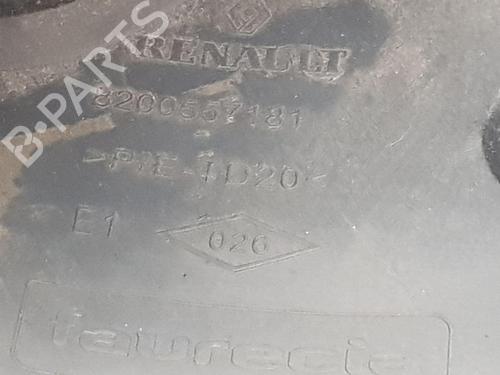 RENAULT
8200557181
>P/E-TD20<
E1
026
faurecia
B-PARTS